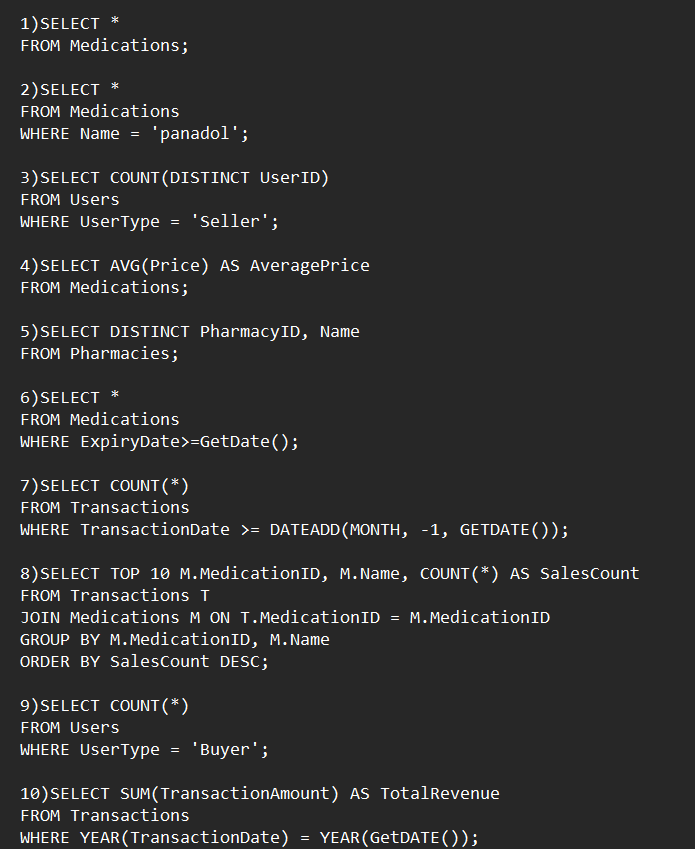 1)SELECT *
FROM Medications;
2)SELECT *
FROM Medications
WHERE Name = 'panadol';
3)SELECT COUNT(DISTINCT UserID)
FROM Users
WHERE UserType = 'Seller';
4)SELECT AVG(Price) AS AveragePrice
FROM Medications;
5)SELECT DISTINCT PharmacyID, Name
FROM Pharmacies;
6)SELECT *
FROM Medications
WHERE ExpiryDate>=GetDate();
7)SELECT COUNT(*)
FROM Transactions
WHERE TransactionDate >= DATEADD(MONTH, -1, GETDATE());
8)SELECT TOP 10 M.MedicationID, M.Name, COUNT(*) AS SalesCount
FROM Transactions T
JOIN Medications M ON T.MedicationID = M.MedicationID
GROUP BY M.MedicationID, M.Name
ORDER BY SalesCount DESC;
9)SELECT COUNT(*)
FROM Users
WHERE UserType = 'Buyer';
10)SELECT SUM(TransactionAmount) AS TotalRevenue
FROM Transactions
WHERE YEAR(TransactionDate) = YEAR(GetDATE());